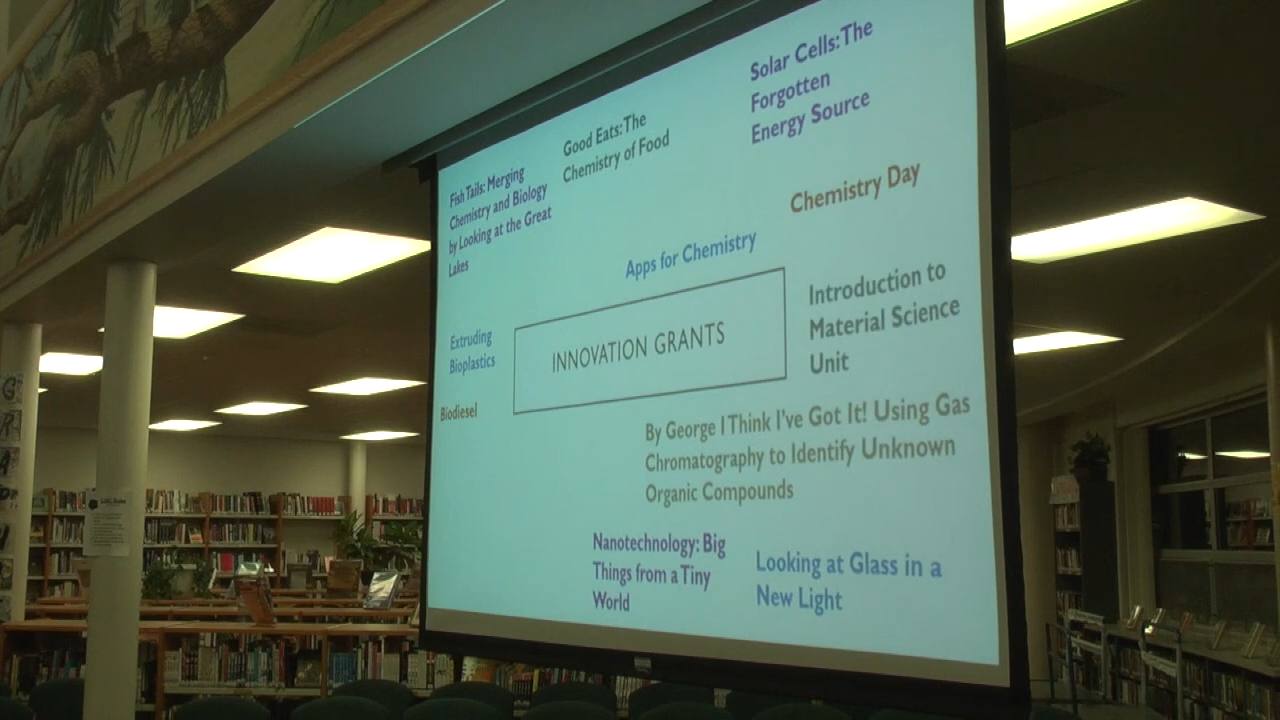 Solar Cells: The
Forgotten
Energy Source
Good Eats: The
Chemistry of Food
Fish Tails: Merging
Chemistry and Biology
by Looking at the Great
Lakes
Chemistry Day
Apps for Chemistry
Introduction to
Material Science
Unit
INNOVATION GRANTS
Extruding
Bioplastics
Biodiesel
By George I Think I've Got It! Using Gas
Chromatography to Identify Unknown
Organic Compounds
Nanotechnology: Big
Things from a Tiny
World
Looking at Glass in a
New Light